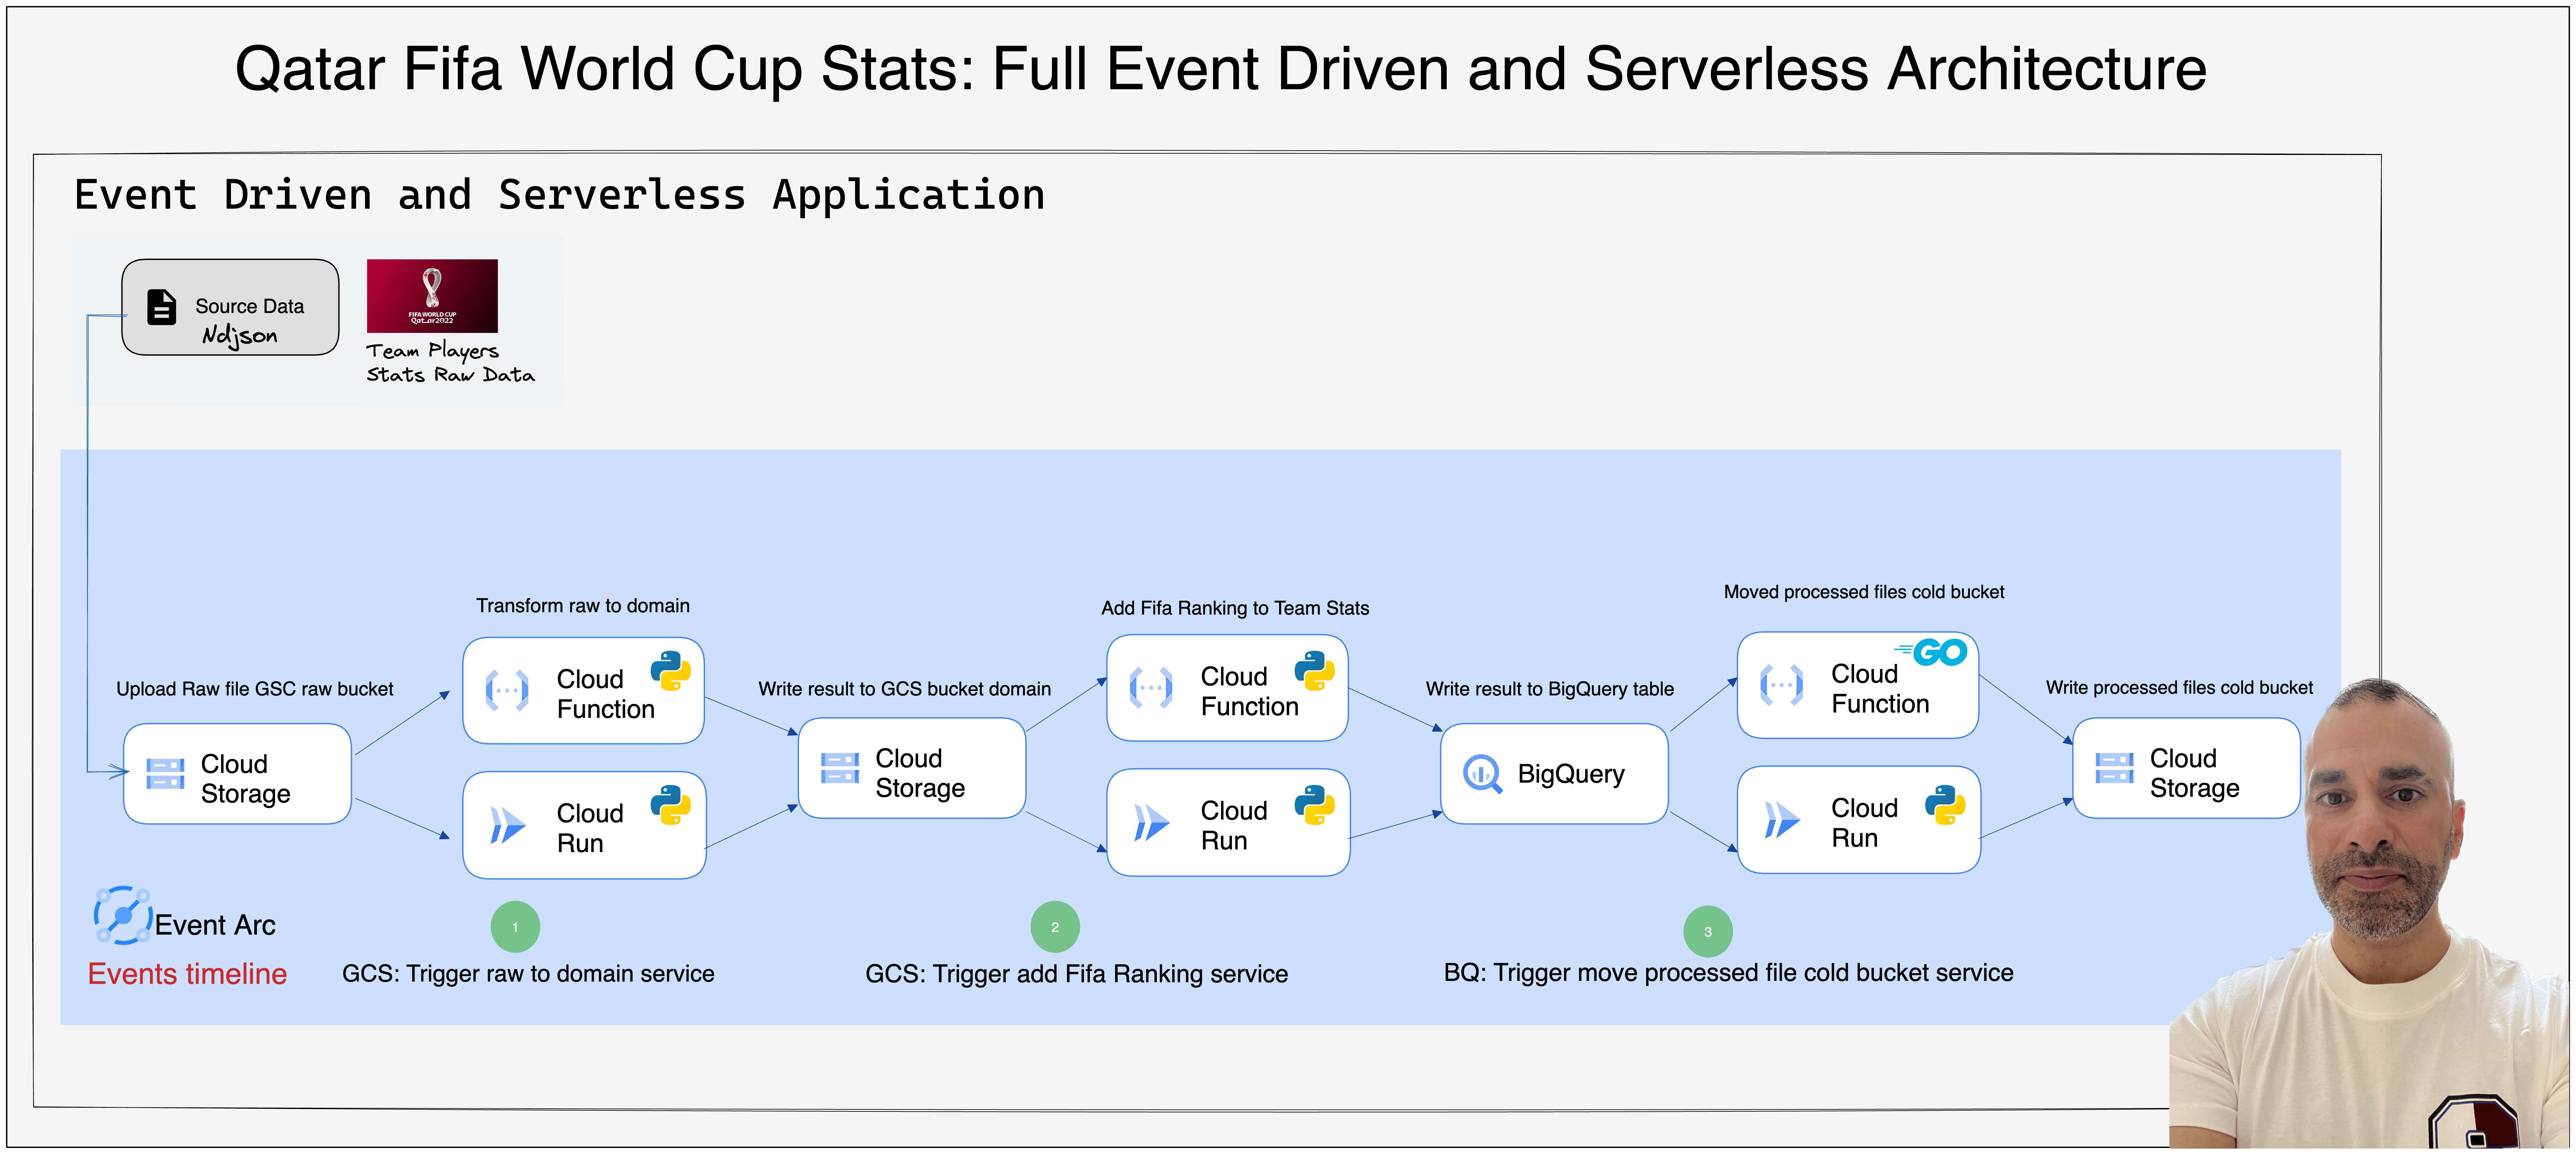 Qatar Fifa World Cup Stats: Full Event Driven and Serverless Architecture
Event Driven and Serverless Application
Source Data
Ndjson
FIFA WORLD CUP
Qatar2022
Team Players
Stats Raw Data
Upload Raw file GSC raw bucket
Cloud
Storage
Transform raw to domain
Cloud
Function
Cloud
Run
Write result to GCS bucket domain
Cloud
Storage
Add Fifa Ranking to Team Stats
Cloud
Function
Cloud
Run
Write result to BigQuery table
BigQuery
Moved processed files cold bucket
GO
Cloud
Function
Cloud
Run
Write processed files cold bucket
Cloud
Storage
Event Arc
Events timeline
1
GCS: Trigger raw to domain service
2
GCS: Trigger add Fifa Ranking service
3
BQ: Trigger move processed file cold bucket service